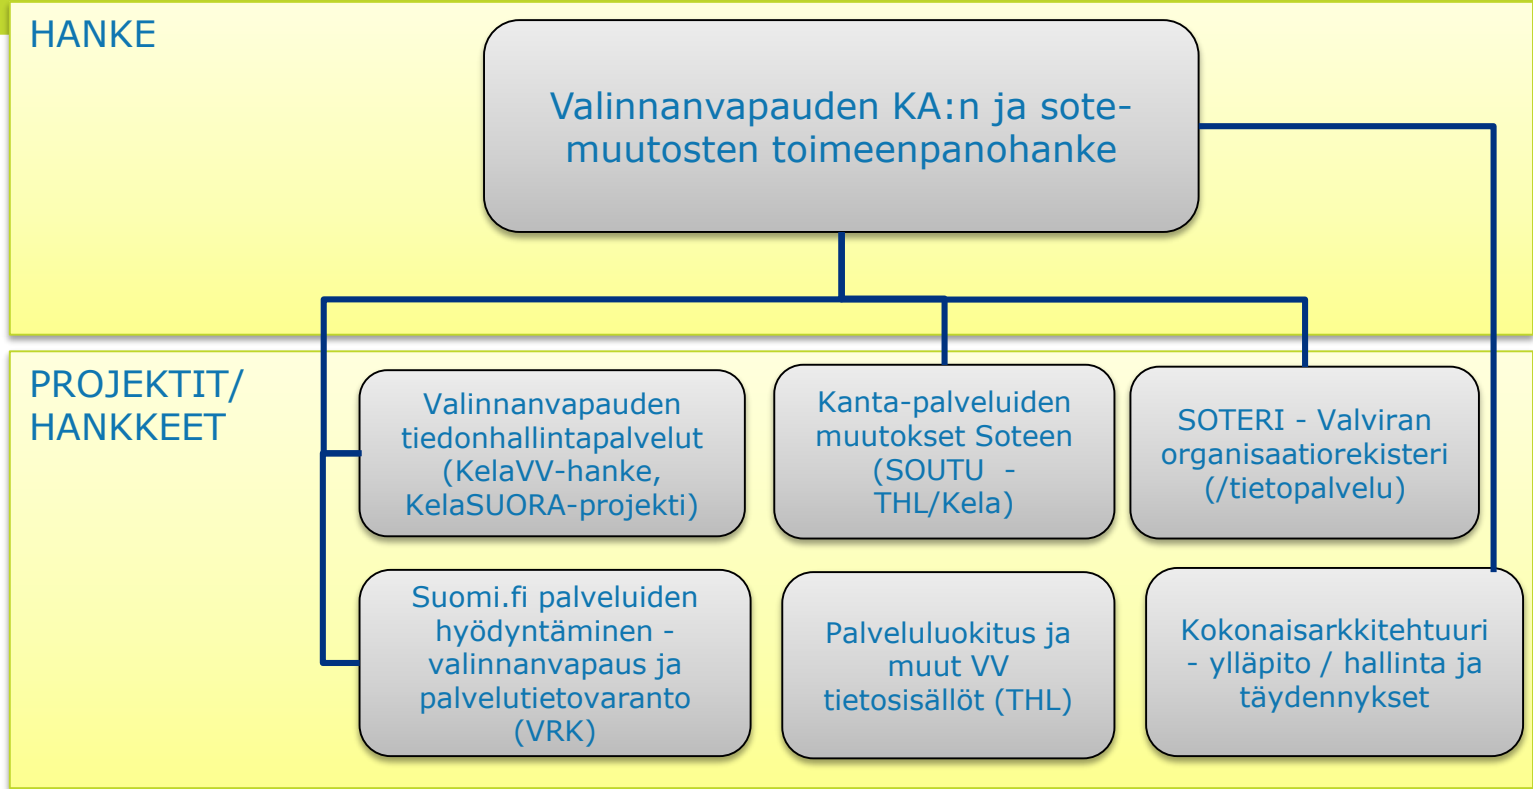 HANKE
Valinnanvapauden KA:n ja sote-
muutosten toimeenpanohanke
PROJEKTIT/
HANKKEET
Valinnanvapauden
tiedonhallintapalvelut
(KelaVV-hanke,
KelaSUORA-projekti)
Kanta-palveluiden
muutokset Soteen
(SOUTU -
THL/Kela)
SOTERI - Valviran
organisaatiorekisteri
(/tietopalvelu)
Suomi.fi palveluiden
hyödyntäminen -
valinnanvapaus ja
palvelutietovaranto
(VRK)
Palveluluokitus ja
muut VV
tietosisällöt (THL)
Kokonaisarkkitehtuuri
- ylläpito / hallinta ja
täydennykset